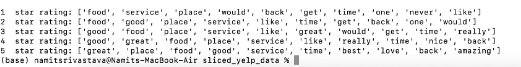 1  star rating: ['food', 'service', 'place', 'would', 'back', 'get', 'time', 'one', 'never', 'like']
2  star rating: ['food', 'good', 'place', 'service', 'like', 'time', 'get', 'back', 'one', 'would']
3  star rating: ['food', 'good', 'place', 'service', 'like', 'great', 'would', 'get', 'time', 'really']
4  star rating: ['good', 'great', 'food', 'place', 'service', 'like', 'really', 'time', 'nice', 'back']
5  star rating: ['great', 'place', 'food', 'good', 'service', 'time', 'best', 'love', 'back', 'amazing']
(base) namitsrivastava@Namits-MacBook-Air sliced_yelp_data %